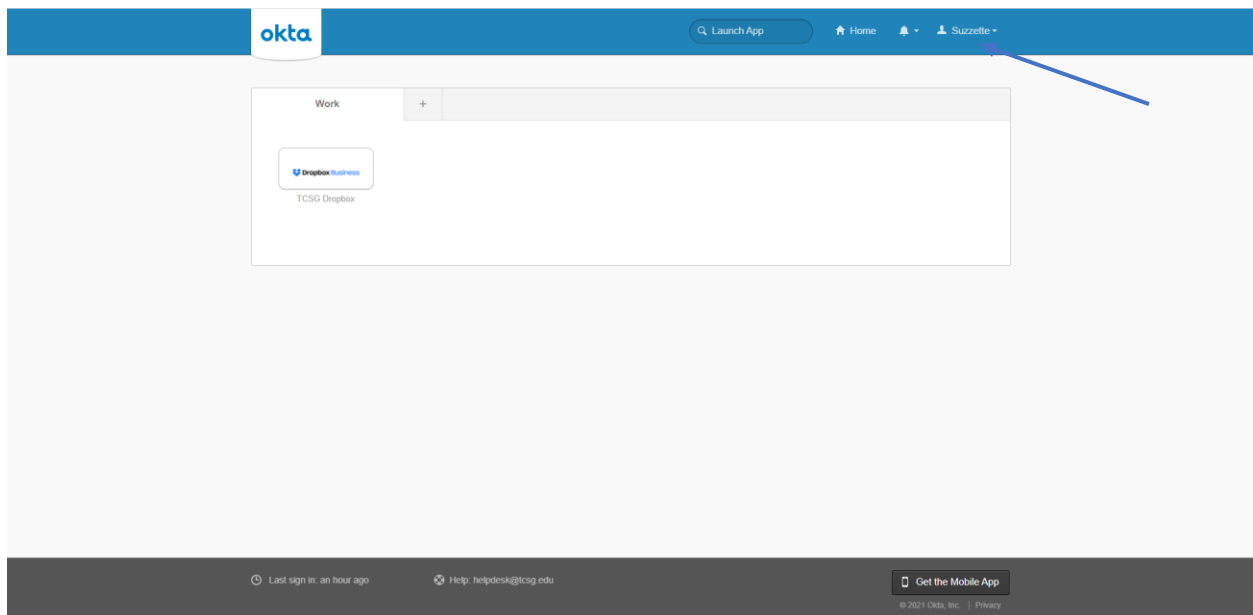 okta
Launch App
Home
Suzzette
Work +
Dropbox Business
TCSG Dropbox
Last sign in: an hour ago
Help: helpdesk@tcsg.edu
Get the Mobile App
© 2021 Okta, Inc. | Privacy